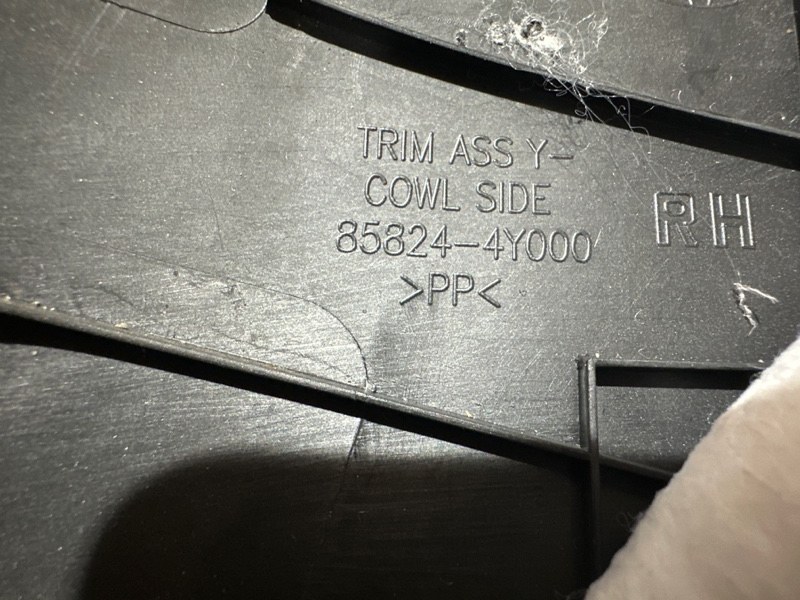 TRIM ASS Y-
COWL SIDE
85824-4Y000
>PP<
RH